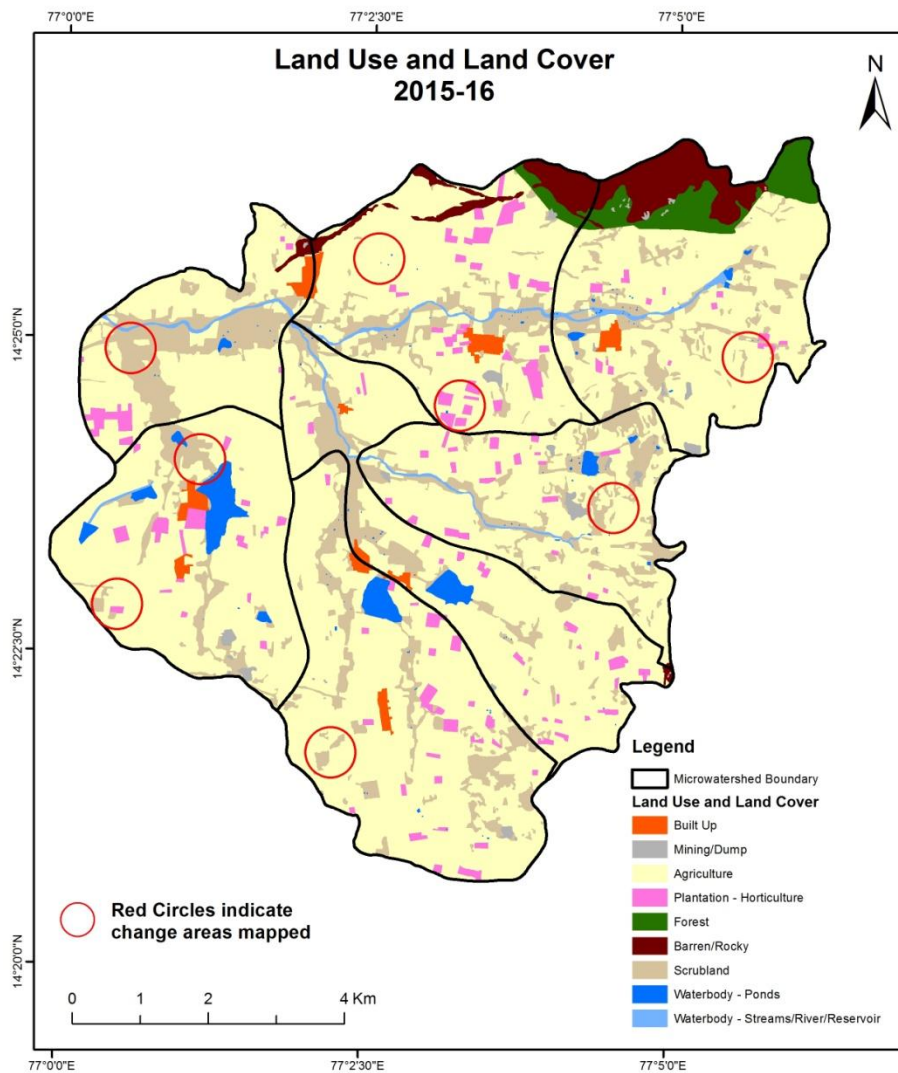 77°0'0"E
77°2'30"E
77°5'0"E
Land Use and Land Cover
2015-16
N
14°25'0"N
14°22'30"N
14°20'0"N
Legend
Microwatershed Boundary
Land Use and Land Cover
Built Up
Mining/Dump
Agriculture
Plantation - Horticulture
Forest
Barren/Rocky
Scrubland
Waterbody - Ponds
Waterbody - Streams/River/Reservoir
Red Circles indicate
change areas mapped
0 1 2 4 Km
77°0'0"E
77°2'30"E
77°5'0"E